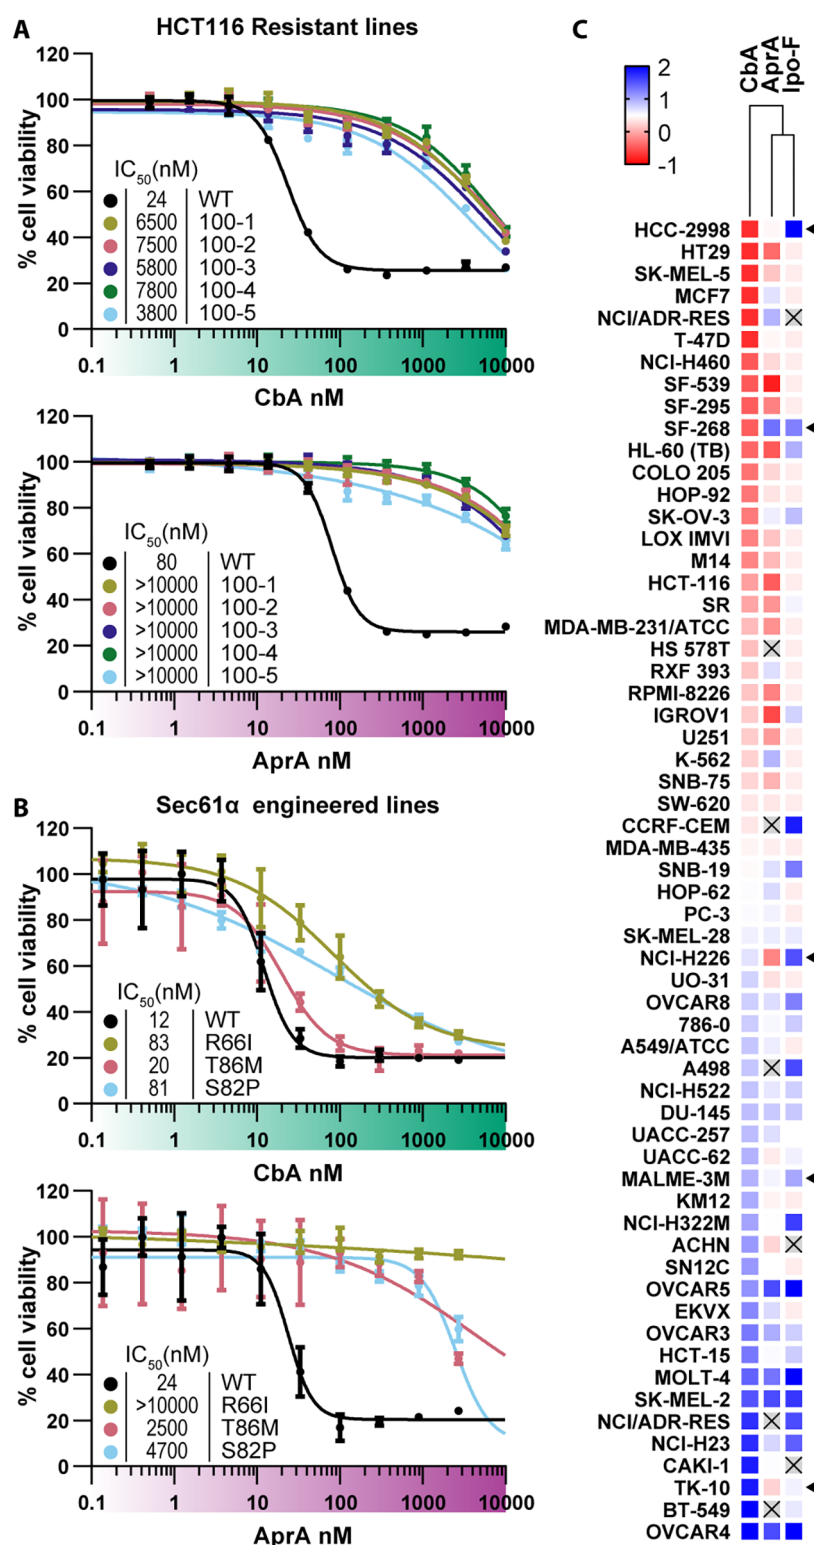 A
HCT116 Resistant lines
120
100
80
60
40
20
0
% cell viability
IC50(nM)
24 WT
6500 100-1
7500 100-2
5800 100-3
7800 100-4
3800 100-5
0.1 1 10 100 1000 10000
CbA nM
120
100
80
60
40
20
0
% cell viability
IC50(nM)
80 WT
>10000 100-1
>10000 100-2
>10000 100-3
>10000 100-4
>10000 100-5
0.1 1 10 100 1000 10000
AprA nM
B
Sec61α engineered lines
120
100
80
60
40
20
0
% cell viability
IC50(nM)
12 WT
83 R66I
20 T86M
81 S82P
0.1 1 10 100 1000 10000
CbA nM
120
100
80
60
40
20
0
% cell viability
IC50(nM)
24 WT
>10000 R66I
2500 T86M
4700 S82P
0.1 1 10 100 1000 10000
AprA nM
C
2
1
0
-1
CbA
AprA
Ipo-F
HCC-2998
HT29
SK-MEL-5
MCF7
NCI/ADR-RES
T-47D
NCI-H460
SF-539
SF-295
SF-268
HL-60 (TB)
COLO 205
HOP-92
SK-OV-3
LOX IMVI
M14
HCT-116
SR
MDA-MB-231/ATCC
HS 578T
RXF 393
RPMI-8226
IGROV1
U251
K-562
SNB-75
SW-620
CCRF-CEM
MDA-MB-435
SNB-19
HOP-62
PC-3
SK-MEL-28
NCI-H226
UO-31
OVCAR8
786-0
A549/ATCC
A498
NCI-H522
DU-145
UACC-257
UACC-62
MALME-3M
KM12
NCI-H322M
ACHN
SN12C
OVCAR5
EKVX
OVCAR3
HCT-15
MOLT-4
SK-MEL-2
NCI/ADR-RES
NCI-H23
CAKI-1
TK-10
BT-549
OVCAR4